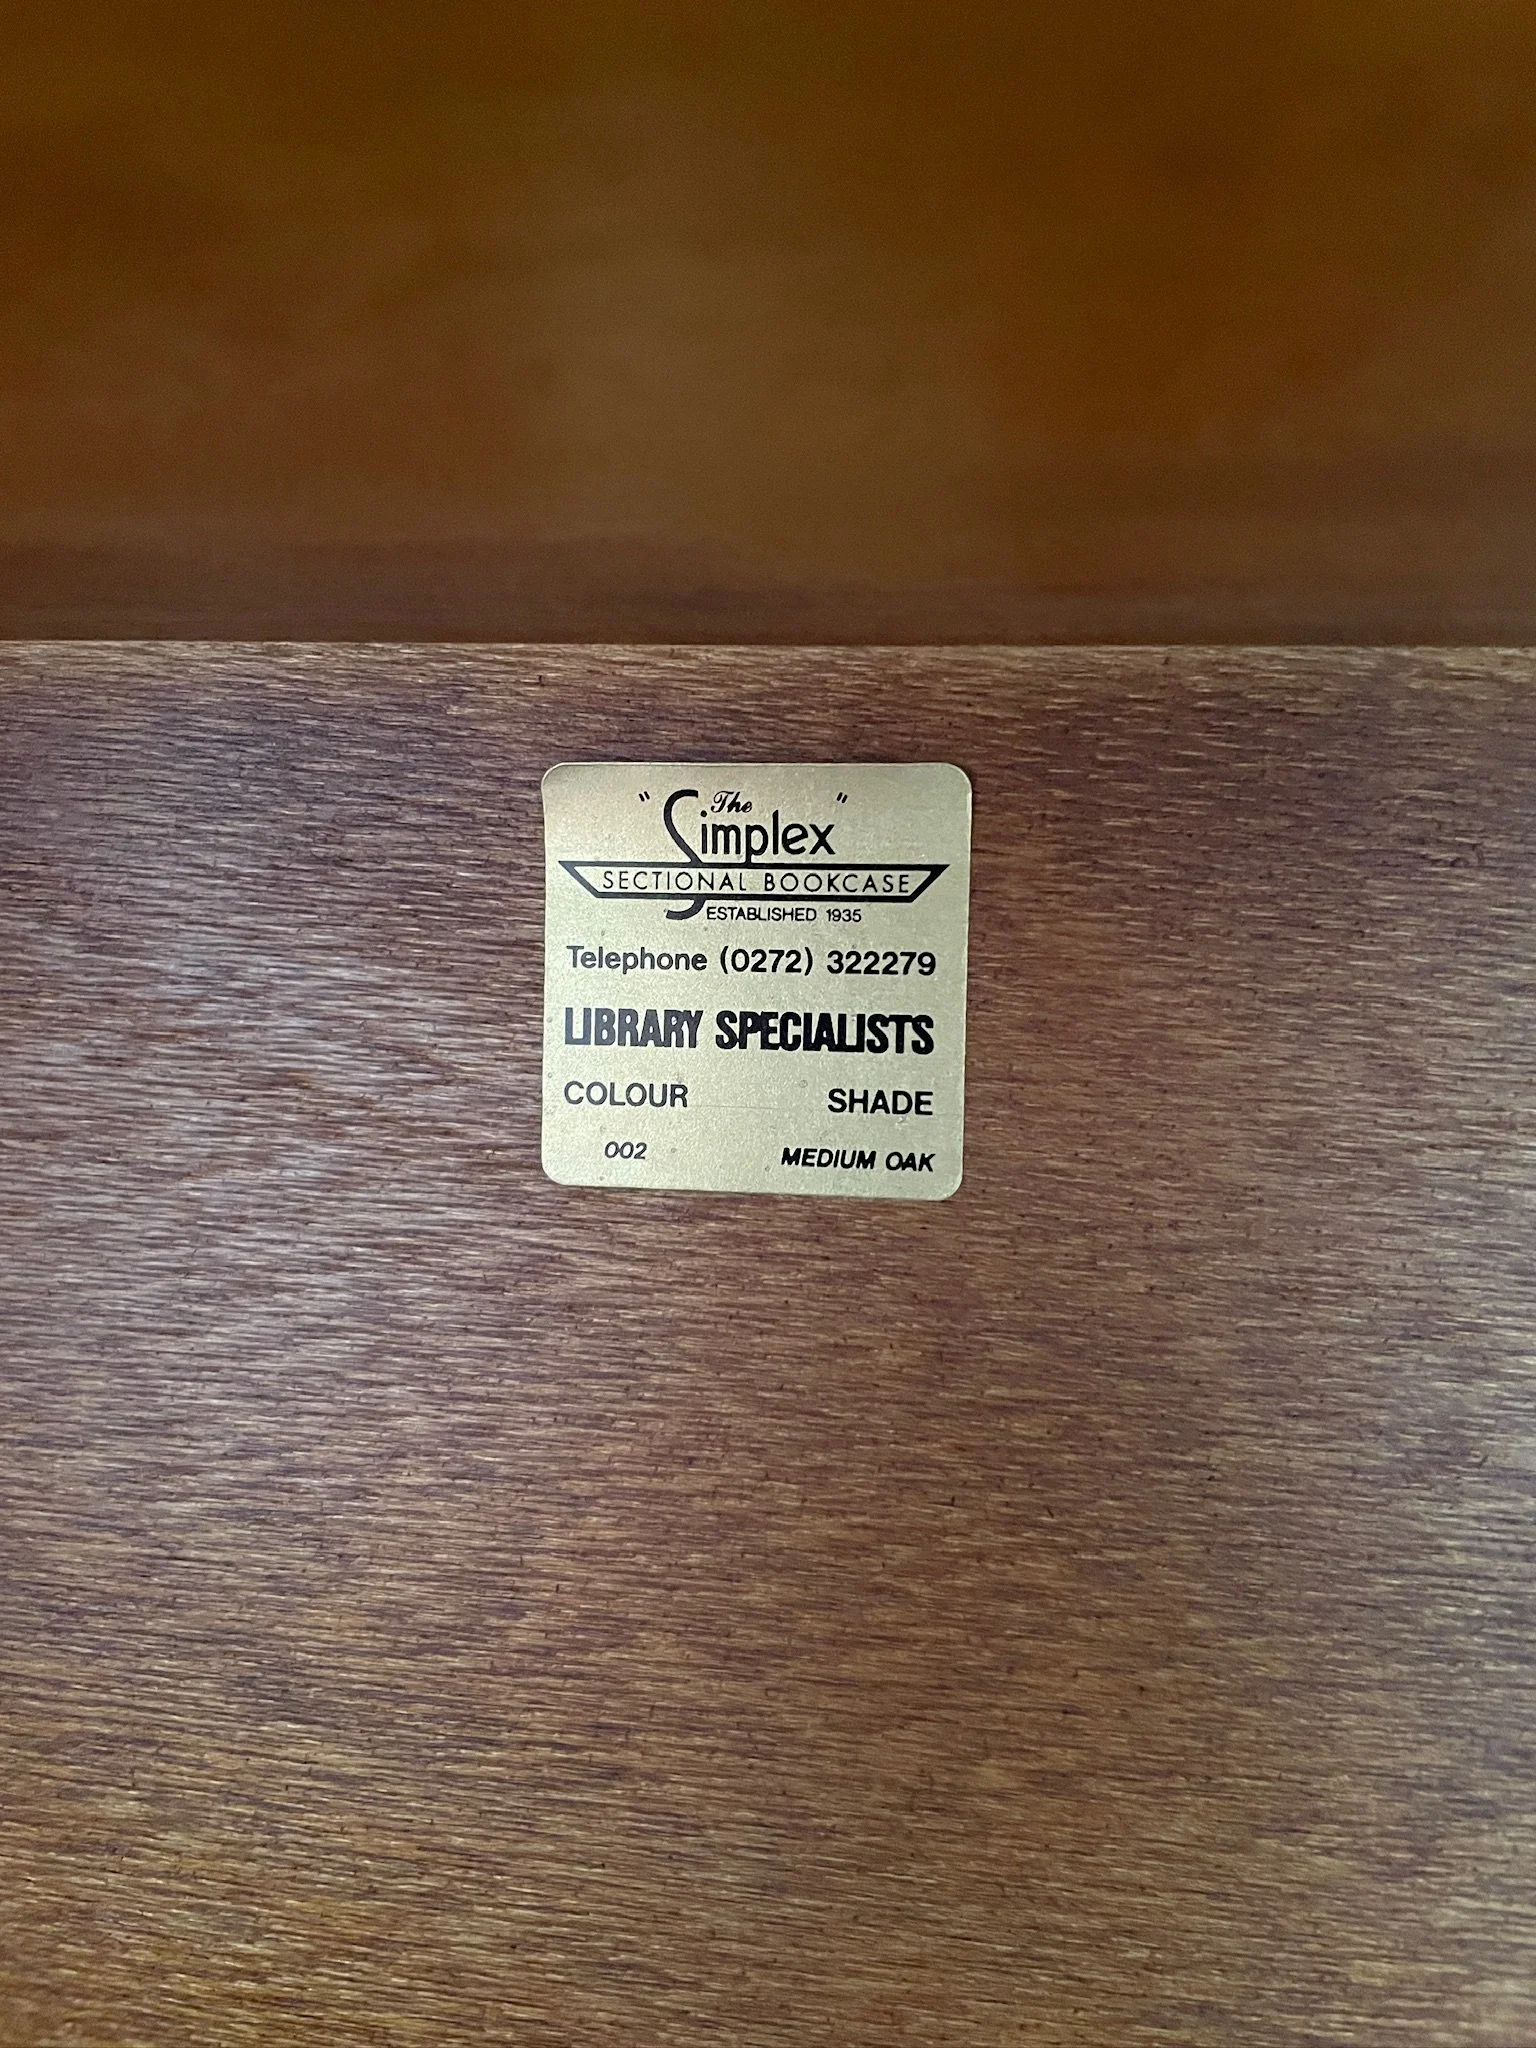 "The Simplex"
SECTIONAL BOOKCASE
ESTABLISHED 1935
Telephone (0272) 322279
LIBRARY SPECIALISTS
COLOUR SHADE
002 MEDIUM OAK